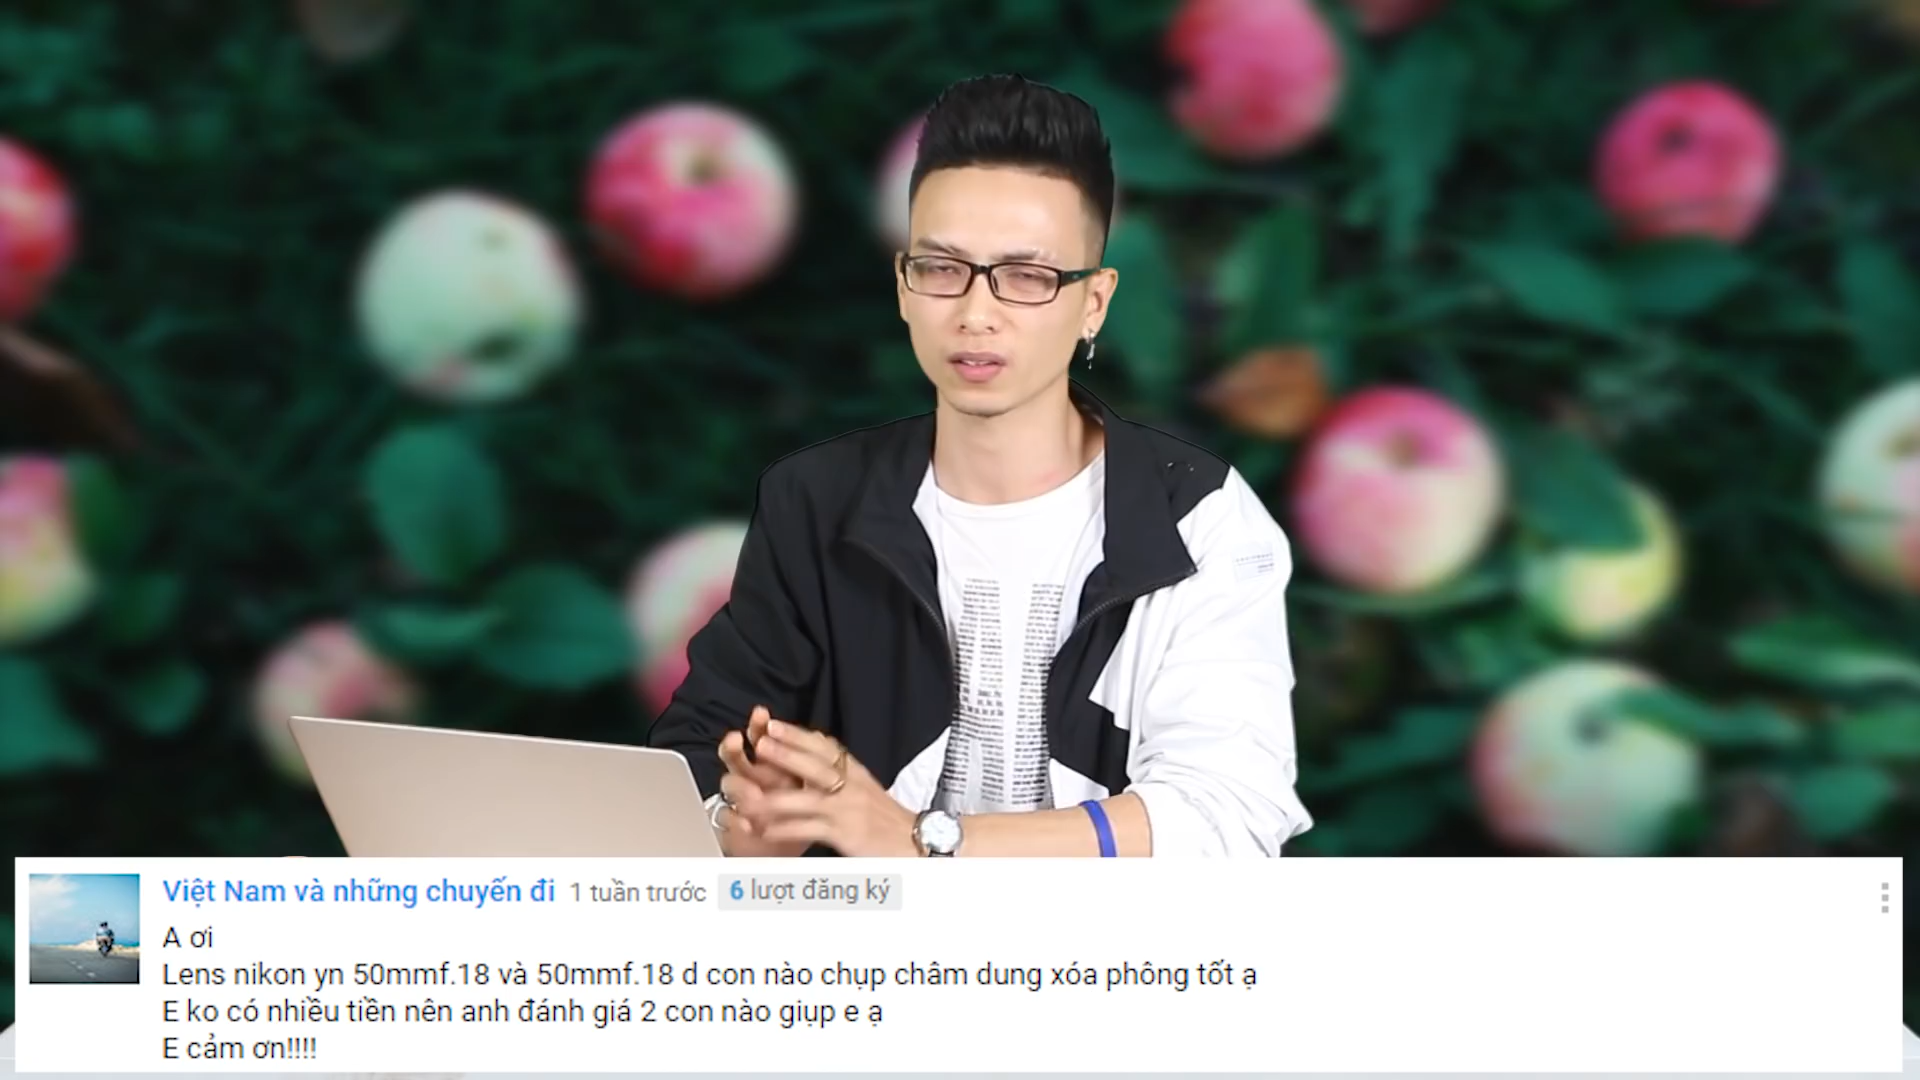 Việt Nam và những chuyến đi 1 tuần trước 6 lượt đăng ký
A ơi
Lens nikon yn 50mmf.18 và 50mmf.18 d con nào chụp châm dung xóa phông tốt ạ
E ko có nhiều tiền nên anh đánh giá 2 con nào giụp e ạ
E cảm ơn!!!!